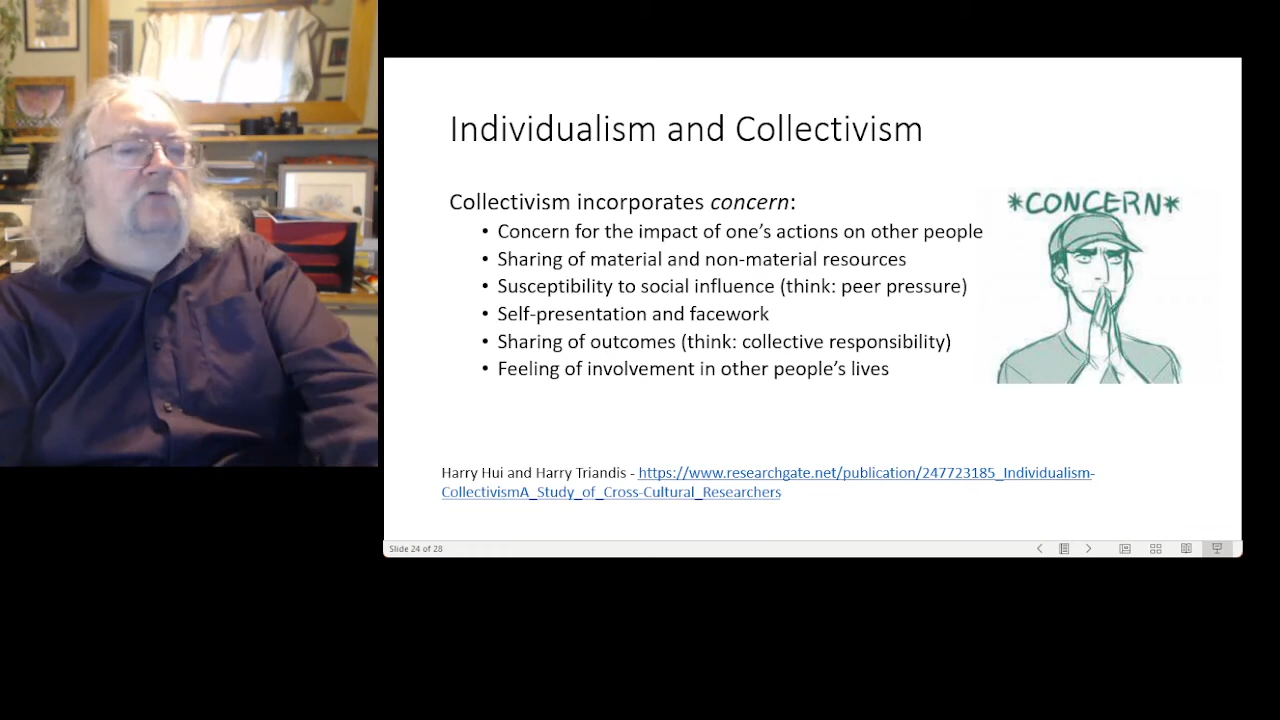 Individualism and Collectivism
Collectivism incorporates concern:
• Concern for the impact of one’s actions on other people
• Sharing of material and non-material resources
• Susceptibility to social influence (think: peer pressure)
• Self-presentation and facework
• Sharing of outcomes (think: collective responsibility)
• Feeling of involvement in other people’s lives
*CONCERN*
Harry Hui and Harry Triandis - https://www.researchgate.net/publication/247723185_Individualism-
CollectivismA_Study_of_Cross-Cultural_Researchers
Slide 24 of 28